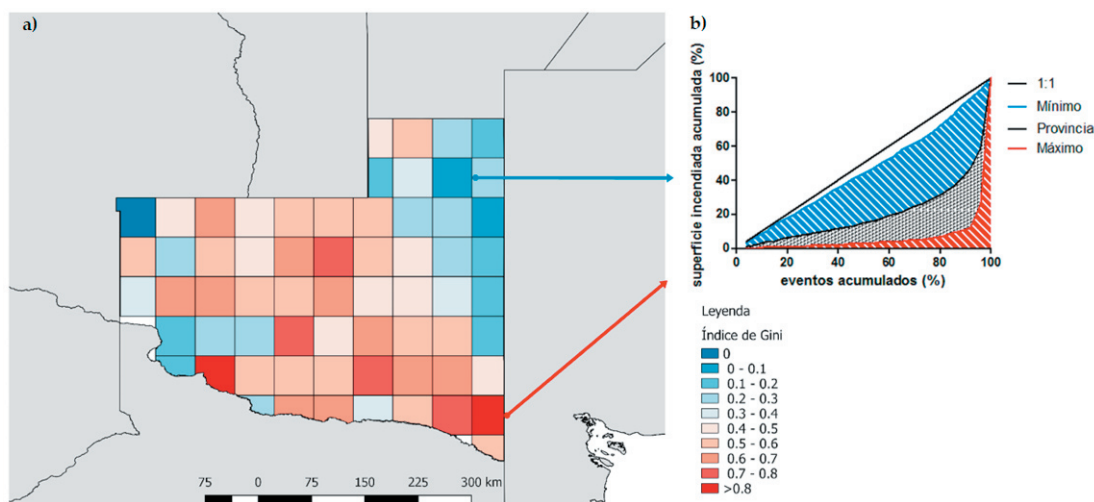 a)
b)
superficie incendiada acumulada (%)
100
80
60
40
20
0
0
20
40
60
80
100
eventos acumulados (%)
1:1
Mínimo
Provincia
Máximo
Leyenda
Índice de Gini
0
0 - 0.1
0.1 - 0.2
0.2 - 0.3
0.3 - 0.4
0.4 - 0.5
0.5 - 0.6
0.6 - 0.7
0.7 - 0.8
>0.8
75 0 75 150 225 300 km